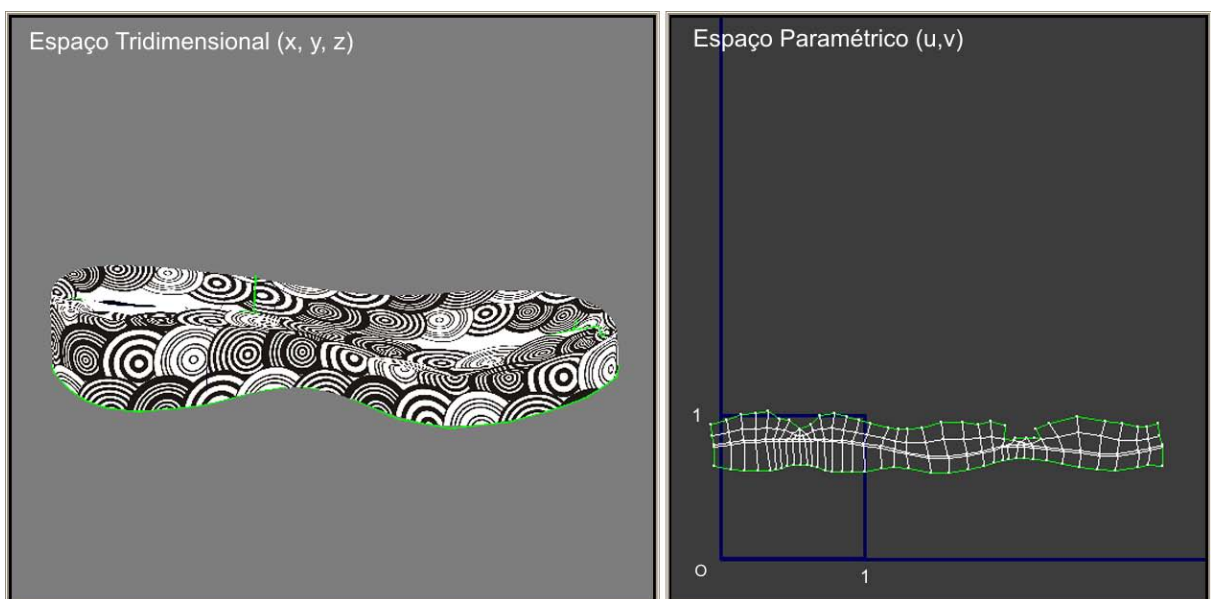 Espaço Tridimensional (x, y, z)
Espaço Paramétrico (u,v)
1
O
1